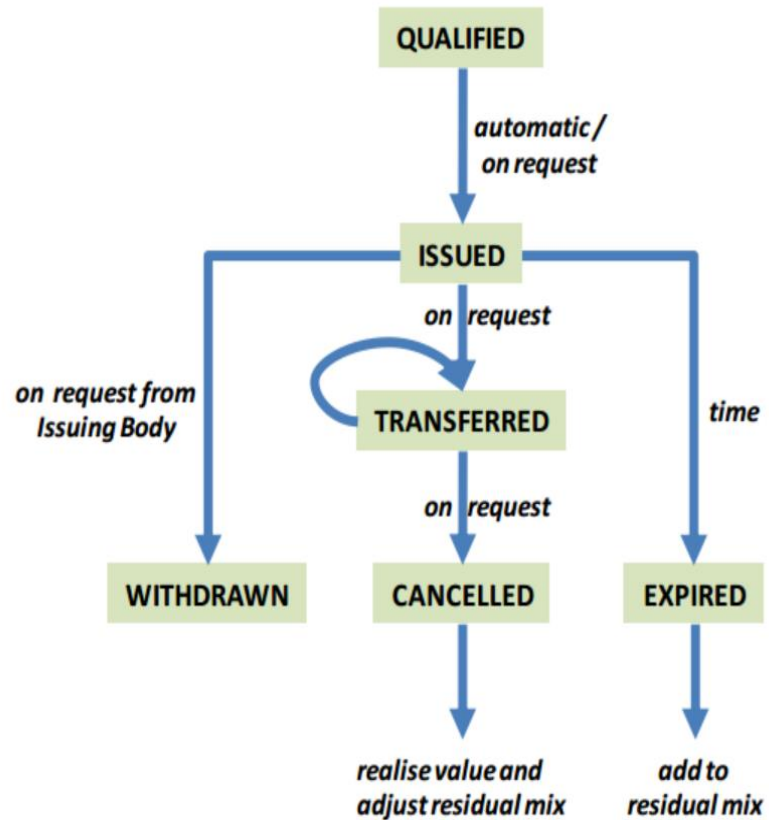 QUALIFIED
automatic /
on request
ISSUED
on request
on request from
Issuing Body
TRANSFERRED
time
on request
WITHDRAWN
CANCELLED
EXPIRED
realise value and
adjust residual mix
add to
residual mix